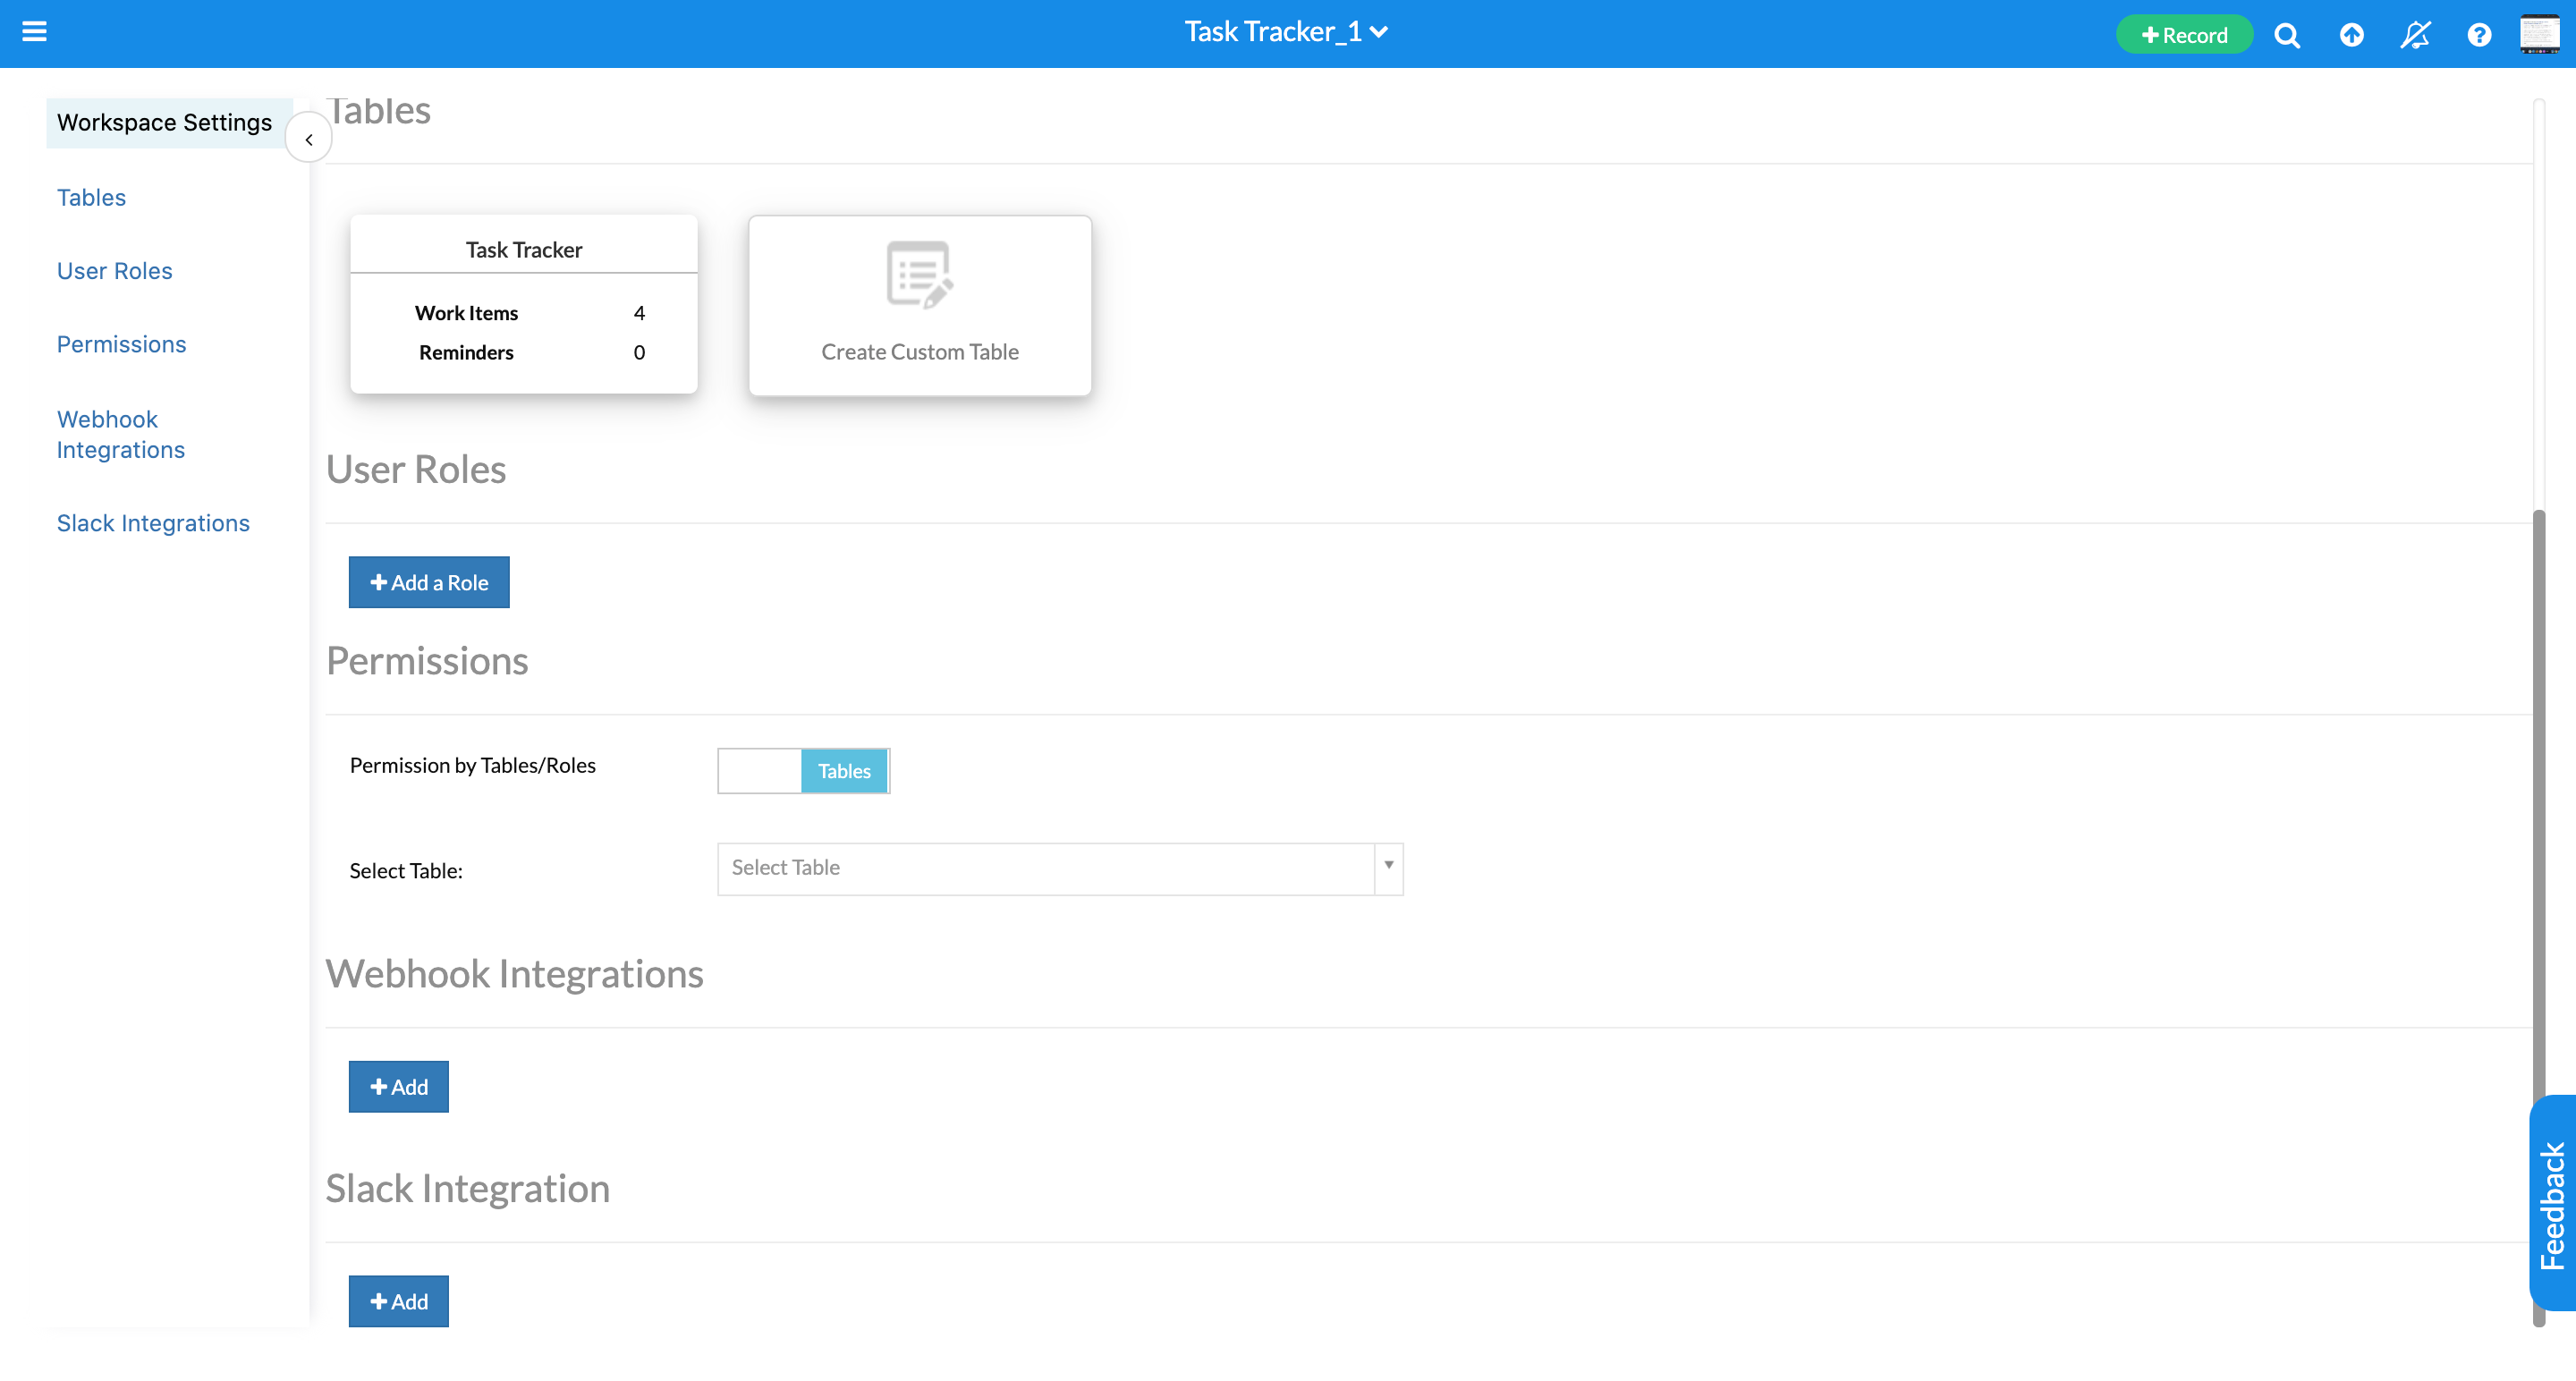 Task Tracker_1
Record
Workspace Settings
Tables
User Roles
Permissions
Webhook
Integrations
Slack Integrations
Tables
Task Tracker
Work Items 4
Reminders 0
Create Custom Table
User Roles
Add a Role
Permissions
Permission by Tables/Roles
Tables
Select Table:
Select Table
Webhook Integrations
Add
Slack Integration
Add
Feedback